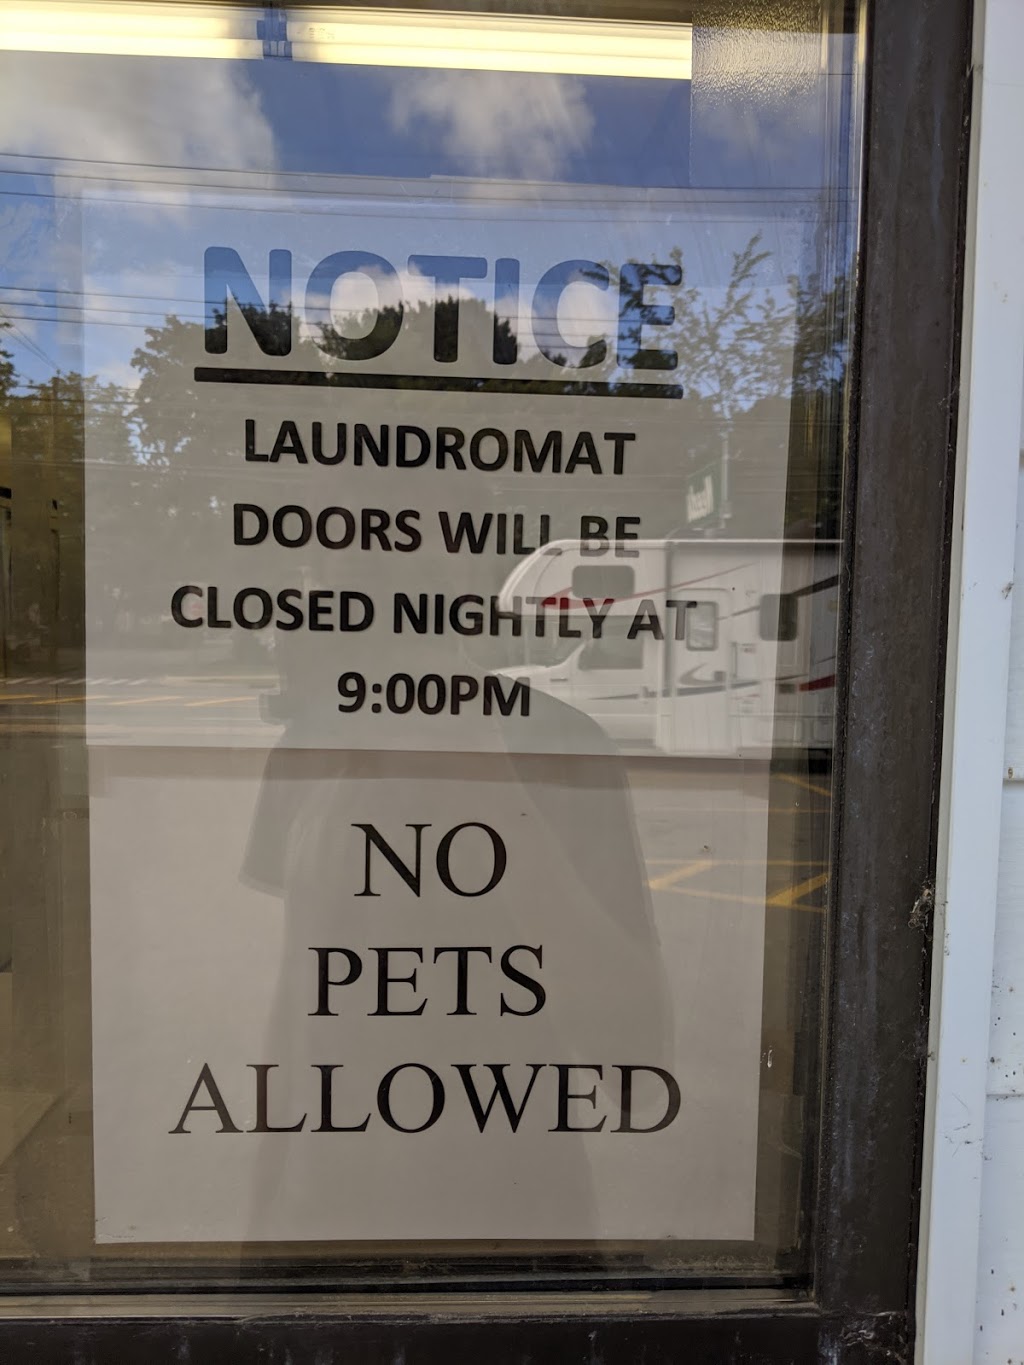 NOTICE
LAUNDROMAT
DOORS WILL BE
CLOSED NIGHTLY AT
9:00PM
NO
PETS
ALLOWED